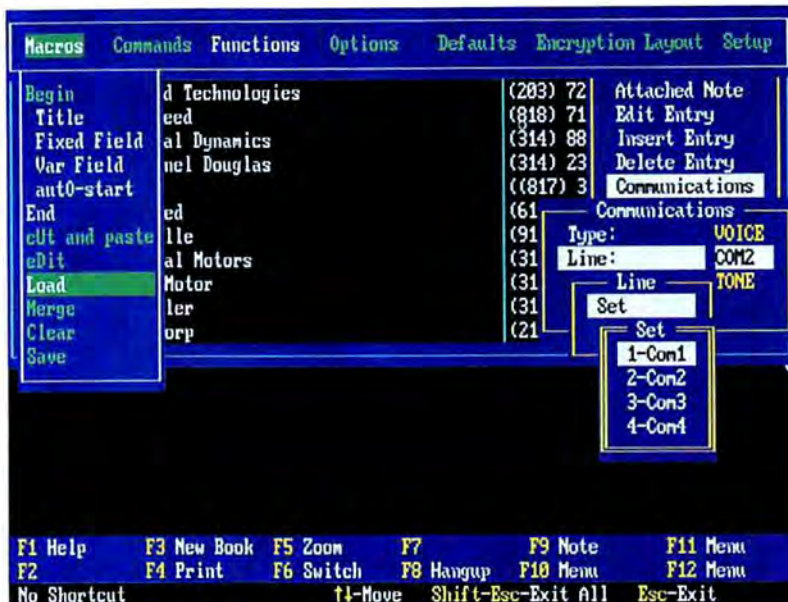 Macros Commands Functions Options Defaults Encryption Layout Setup
Begin
Title
Fixed Field
Var Field
aut0-start
End
cUt and paste
eDit
Load
Merge
Clear
Save
d Technologies
eed
al Dynamics
nel Douglas
ed
lle
al Motors
Motor
ler
orp
(203) 72
(818) 71
(314) 88
(314) 23
((817) 3
(61
(91
(31
(31
(31
(21
Attached Note
Edit Entry
Insert Entry
Delete Entry
Communications
Communications
Type: VOICE
Line: COM2
TONE
Line
Set
Set
1-Com1
2-Com2
3-Com3
4-Com4
F1 Help F3 New Book F5 Zoom F7 F9 Note F11 Menu
F2 F4 Print F6 Switch F8 Hangup F10 Menu F12 Menu
No Shortcut ↑↓-Move Shift-Esc-Exit All Esc-Exit